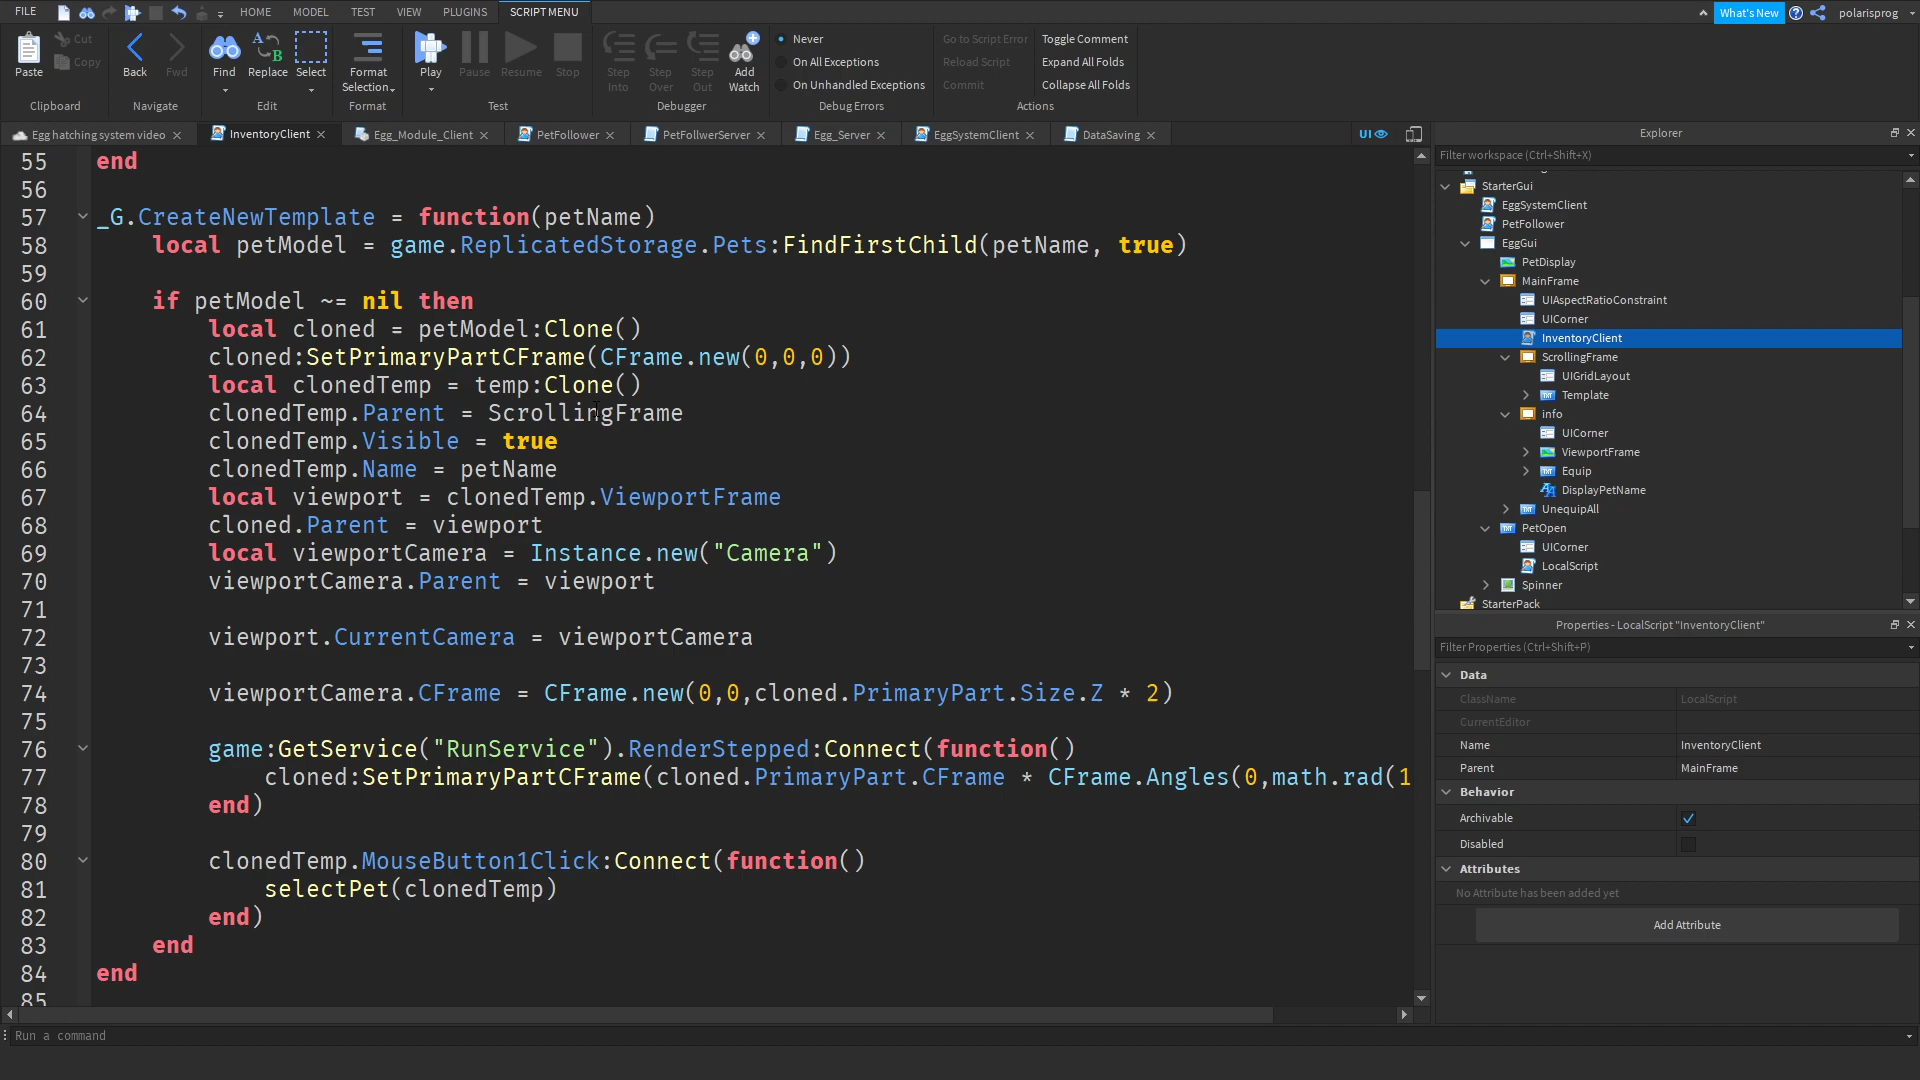 FILE HOME MODEL TEST VIEW PLUGINS SCRIPT MENU What's New polarisprog
Paste Cut Copy Clipboard
Back Fwd Navigate
Find Replace Select Edit
Format Selection Format
Play Pause Resume Stop Test
Step Into Step Over Step Out Add Watch Debugger
Never
On All Exceptions
On Unhandled Exceptions
Debug Errors
Go to Script Error Toggle Comment
Reload Script Expand All Folds
Commit Collapse All Folds
Actions
Egg hatching system video InventoryClient Egg_Module_Client PetFollower PetFollwerServer Egg_Server EggSystemClient DataSaving UI
55 end
56
57 _G.CreateNewTemplate = function(petName)
58 local petModel = game.ReplicatedStorage.Pets:FindFirstChild(petName, true)
59
60 if petModel ~= nil then
61 local cloned = petModel:Clone()
62 cloned:SetPrimaryPartCFrame(CFrame.new(0,0,0))
63 local clonedTemp = temp:Clone()
64 clonedTemp.Parent = ScrollingFrame
65 clonedTemp.Visible = true
66 clonedTemp.Name = petName
67 local viewport = clonedTemp.ViewportFrame
68 cloned.Parent = viewport
69 local viewportCamera = Instance.new("Camera")
70 viewportCamera.Parent = viewport
71
72 viewport.CurrentCamera = viewportCamera
73
74 viewportCamera.CFrame = CFrame.new(0,0,cloned.PrimaryPart.Size.Z * 2)
75
76 game:GetService("RunService").RenderStepped:Connect(function()
77 cloned:SetPrimaryPartCFrame(cloned.PrimaryPart.CFrame * CFrame.Angles(0,math.rad(1
78 end)
79
80 clonedTemp.MouseButton1Click:Connect(function()
81 selectPet(clonedTemp)
82 end)
83 end
84 end
85
Run a command
Explorer
Filter workspace (Ctrl+Shift+X)
StarterGui
EggSystemClient
PetFollower
EggGui
PetDisplay
MainFrame
UIAspectRatioConstraint
UICorner
InventoryClient
ScrollingFrame
UIGridLayout
Template
info
UICorner
ViewportFrame
Equip
DisplayPetName
UnequipAll
PetOpen
UICorner
LocalScript
Spinner
StarterPack
Properties - LocalScript "InventoryClient"
Filter Properties (Ctrl+Shift+P)
Data
ClassName LocalScript
CurrentEditor
Name InventoryClient
Parent MainFrame
Behavior
Archivable
Disabled
Attributes
No Attribute has been added yet
Add Attribute